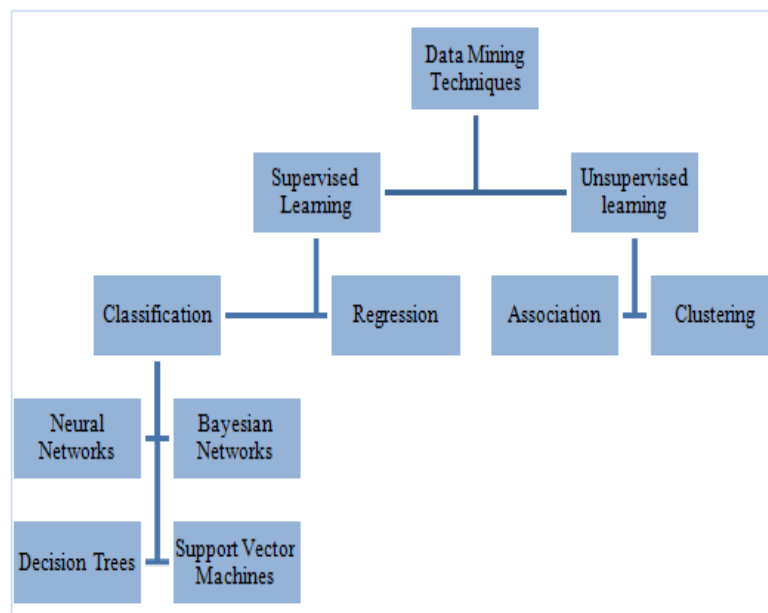 Data Mining
Techniques
Supervised
Learning
Unsupervised
learning
Classification
Regression
Association
Clustering
Neural
Networks
Bayesian
Networks
Decision Trees
Support Vector
Machines